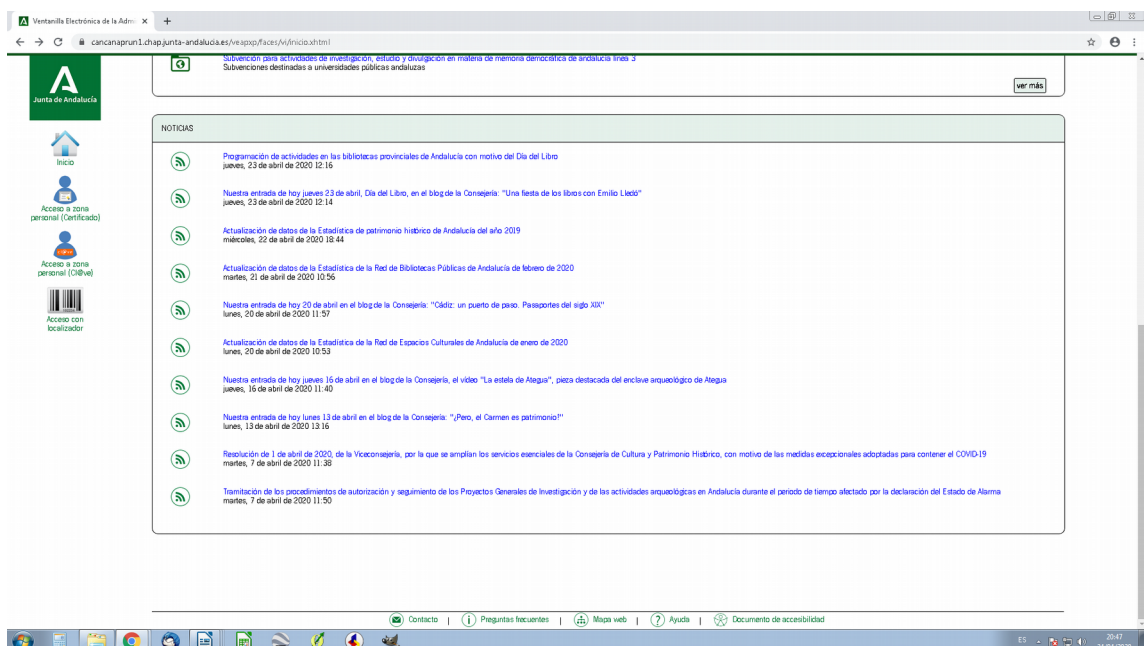 Ventanilla Electrónica de la Admi
cancanaprun1.chap.junta-andalucia.es/veapxp/faces/vi/inicio.xhtml
Junta de Andalucía
Inicio
Acceso a zona
personal (Certificado)
Acceso a zona
personal (Cl@ve)
Acceso con
localizador
Subvención para actividades de investigación, estudio y divulgación en materia de memoria democrática de andalucía línea 3
Subvenciones destinadas a universidades públicas andaluzas
ver más
NOTICIAS
Programación de actividades en las bibliotecas provinciales de Andalucía con motivo del Día del Libro
jueves, 23 de abril de 2020 12:16
Nuestra entrada de hoy jueves 23 de abril, Día del Libro, en el blog de la Consejería: "Una fiesta de los libros con Emilio Lledó"
jueves, 23 de abril de 2020 12:14
Actualización de datos de la Estadística de patrimonio histórico de Andalucía del año 2019
miércoles, 22 de abril de 2020 18:44
Actualización de datos de la Estadística de la Red de Bibliotecas Públicas de Andalucía de febrero de 2020
martes, 21 de abril de 2020 10:56
Nuestra entrada de hoy 20 de abril en el blog de la Consejería: "Cádiz: un puerto de paso. Pasaportes del siglo XIX"
lunes, 20 de abril de 2020 11:57
Actualización de datos de la Estadística de la Red de Espacios Culturales de Andalucía de enero de 2020
lunes, 20 de abril de 2020 10:53
Nuestra entrada de hoy jueves 16 de abril en el blog de la Consejería, el vídeo "La estela de Ategua", pieza destacada del enclave arqueológico de Ategua
jueves, 16 de abril de 2020 11:40
Nuestra entrada de hoy lunes 13 de abril en el blog de la Consejería: "¿Pero, el Carmen es patrimonio!"
lunes, 13 de abril de 2020 13:16
Resolución de 1 de abril de 2020, de la Viceconsejería, por la que se amplían los servicios esenciales de la Consejería de Cultura y Patrimonio Histórico, con motivo de las medidas excepcionales adoptadas para contener el COVID-19
martes, 7 de abril de 2020 11:38
Tramitación de los procedimientos de autorización y seguimiento de los Proyectos Generales de Investigación y de las actividades arqueológicas en Andalucía durante el periodo de tiempo afectado por la declaración del Estado de Alarma
martes, 7 de abril de 2020 11:50
Contacto | Preguntas frecuentes | Mapa web | Ayuda | Documento de accesibilidad
ES 20:47